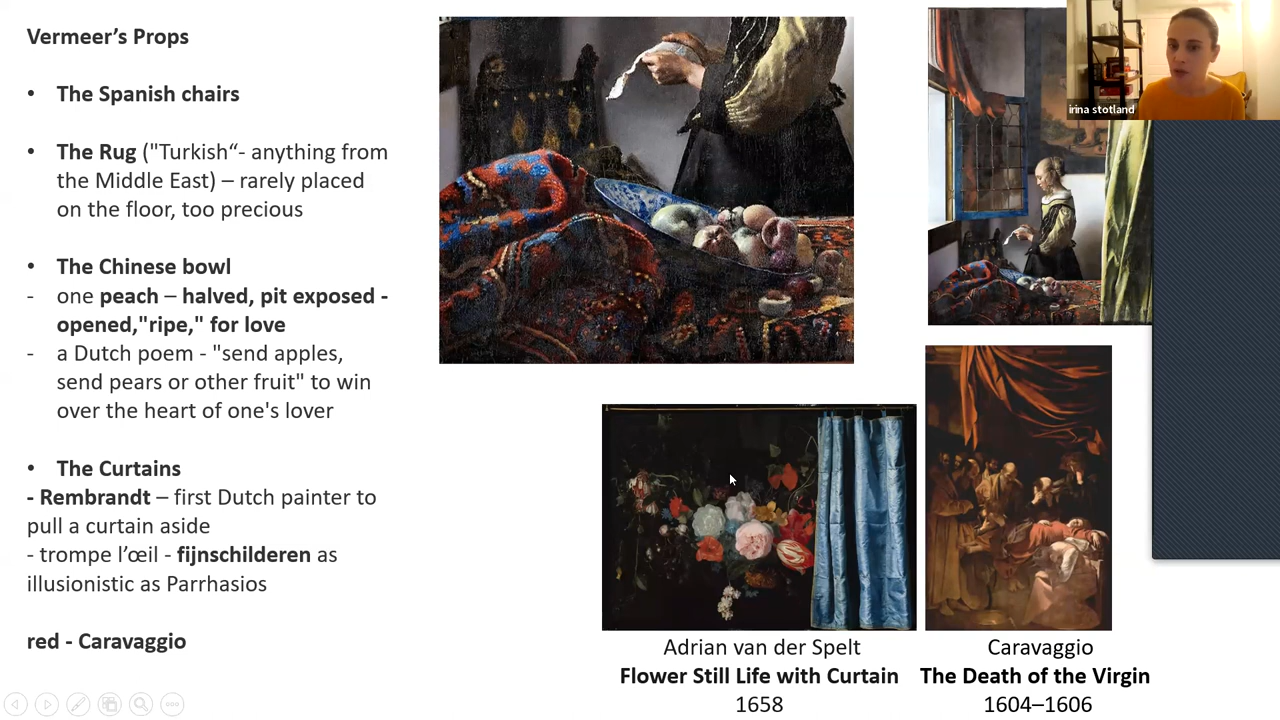 Vermeer’s Props
• The Spanish chairs
• The Rug ("Turkish“- anything from
the Middle East) – rarely placed
on the floor, too precious
• The Chinese bowl
- one peach – halved, pit exposed -
opened,"ripe," for love
- a Dutch poem - "send apples,
send pears or other fruit" to win
over the heart of one's lover
• The Curtains
- Rembrandt – first Dutch painter to
pull a curtain aside
- trompe l’œil - fijnschilderen as
illusionistic as Parrhasios
red - Caravaggio
irina stotland
Adrian van der Spelt
Flower Still Life with Curtain
1658
Caravaggio
The Death of the Virgin
1604–1606